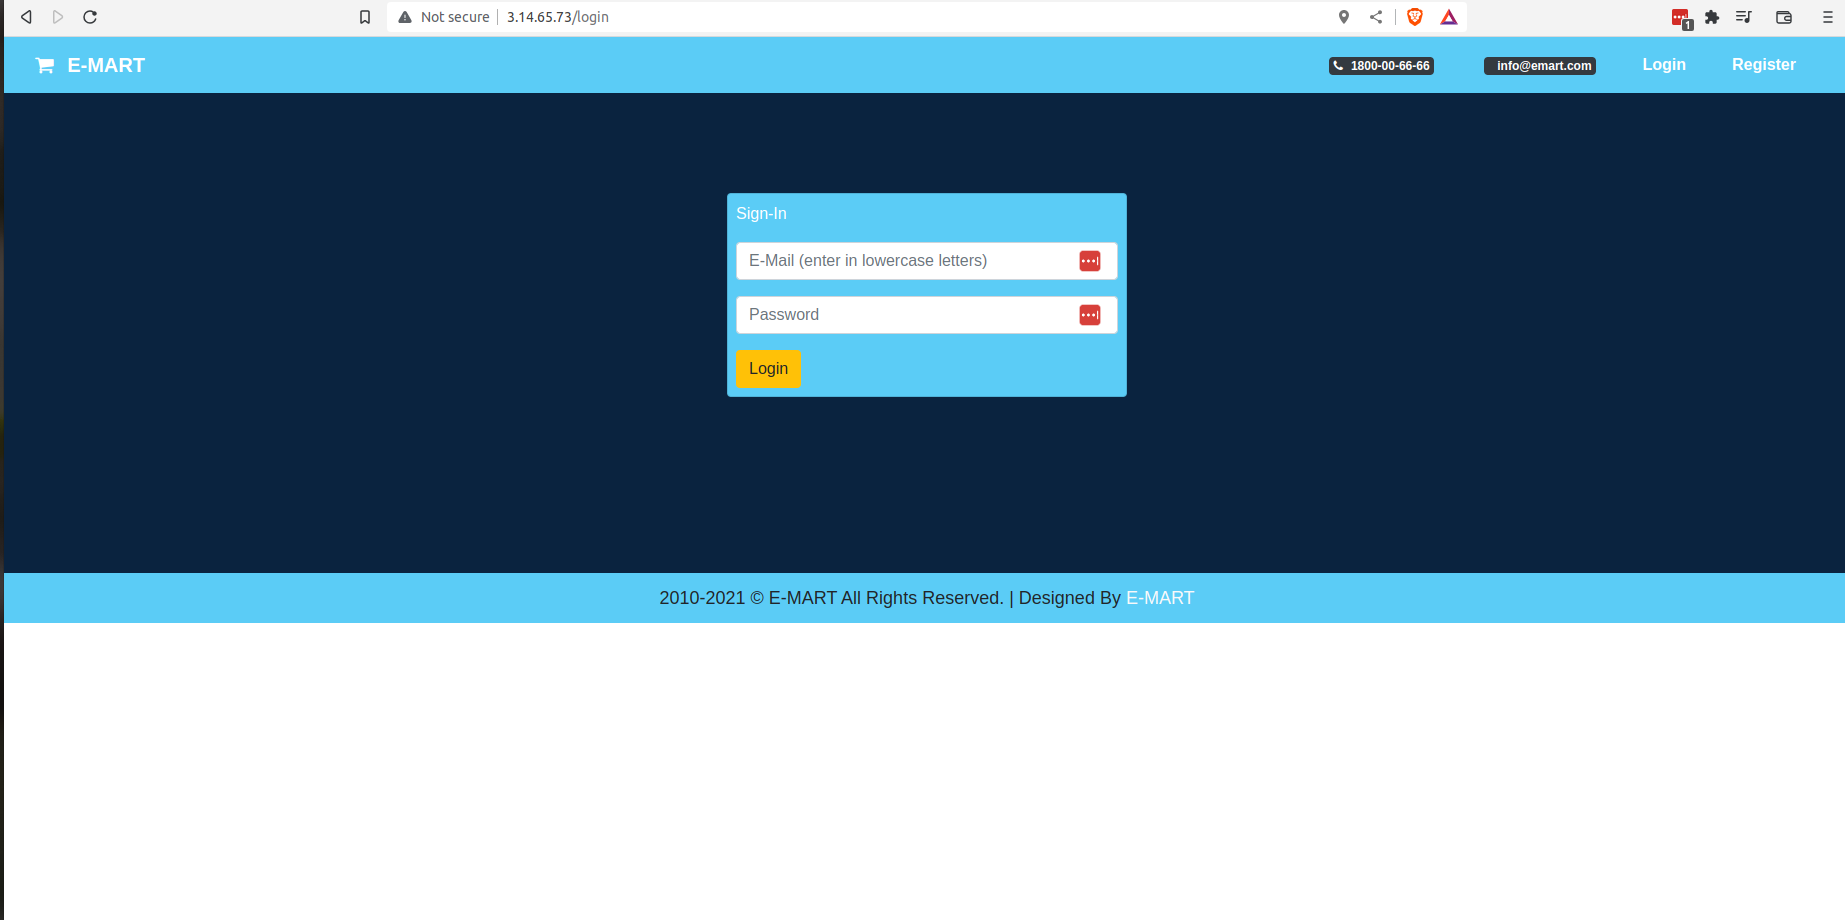 Not secure 3.14.65.73/login
1
E-MART 1800-00-66-66 info@emart.com Login Register
Sign-In
E-Mail (enter in lowercase letters)
Password
Login
2010-2021 © E-MART All Rights Reserved. | Designed By E-MART